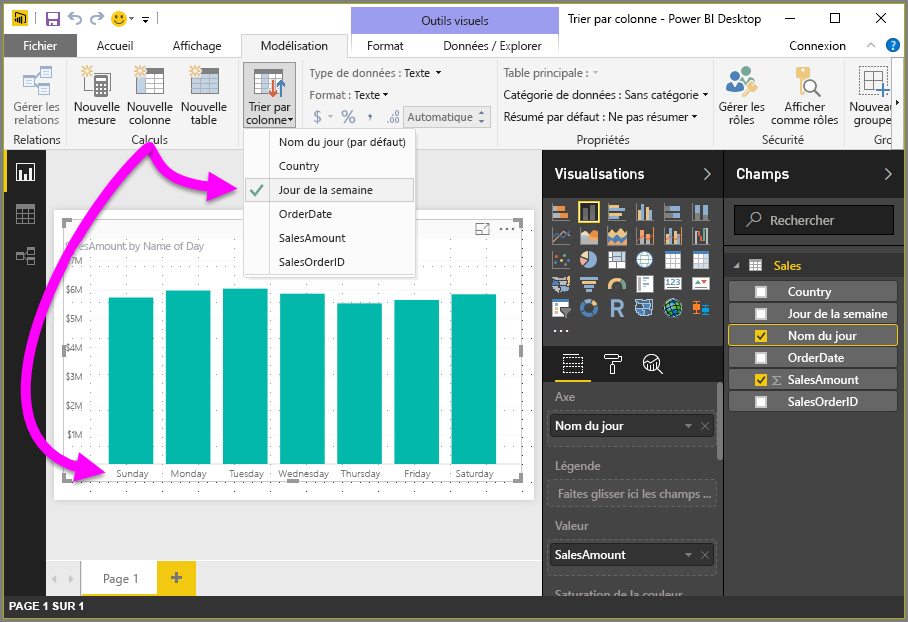 Outils visuels
Trier par colonne - Power BI Desktop
Fichier
Accueil
Affichage
Modélisation
Format
Données / Explorer
Connexion
?
Gérer les
relations
Relations
Nouvelle
mesure
Nouvelle
colonne
Nouvelle
table
Calculs
Trier par
colonne
Type de données : Texte
Format : Texte
$ % , .00
Automatique
Table principale :
Catégorie de données : Sans catégorie
Résumé par défaut : Ne pas résumer
Propriétés
Gérer les
rôles
Afficher
comme rôles
Sécurité
Nouveau
groupe
Gro
Nom du jour (par défaut)
Country
Jour de la semaine
OrderDate
SalesAmount
SalesOrderID
SalesAmount by Name of Day
$7M
$6M
$5M
$4M
$3M
$2M
$1M
Sunday
Monday
Tuesday
Wednesday
Thursday
Friday
Saturday
Visualisations
R
123
Axe
Nom du jour
Légende
Faites glisser ici les champs ...
Valeur
SalesAmount
Saturation de la couleur
Champs
Rechercher
Sales
Country
Jour de la semaine
Nom du jour
OrderDate
Σ SalesAmount
SalesOrderID
Page 1
+
PAGE 1 SUR 1